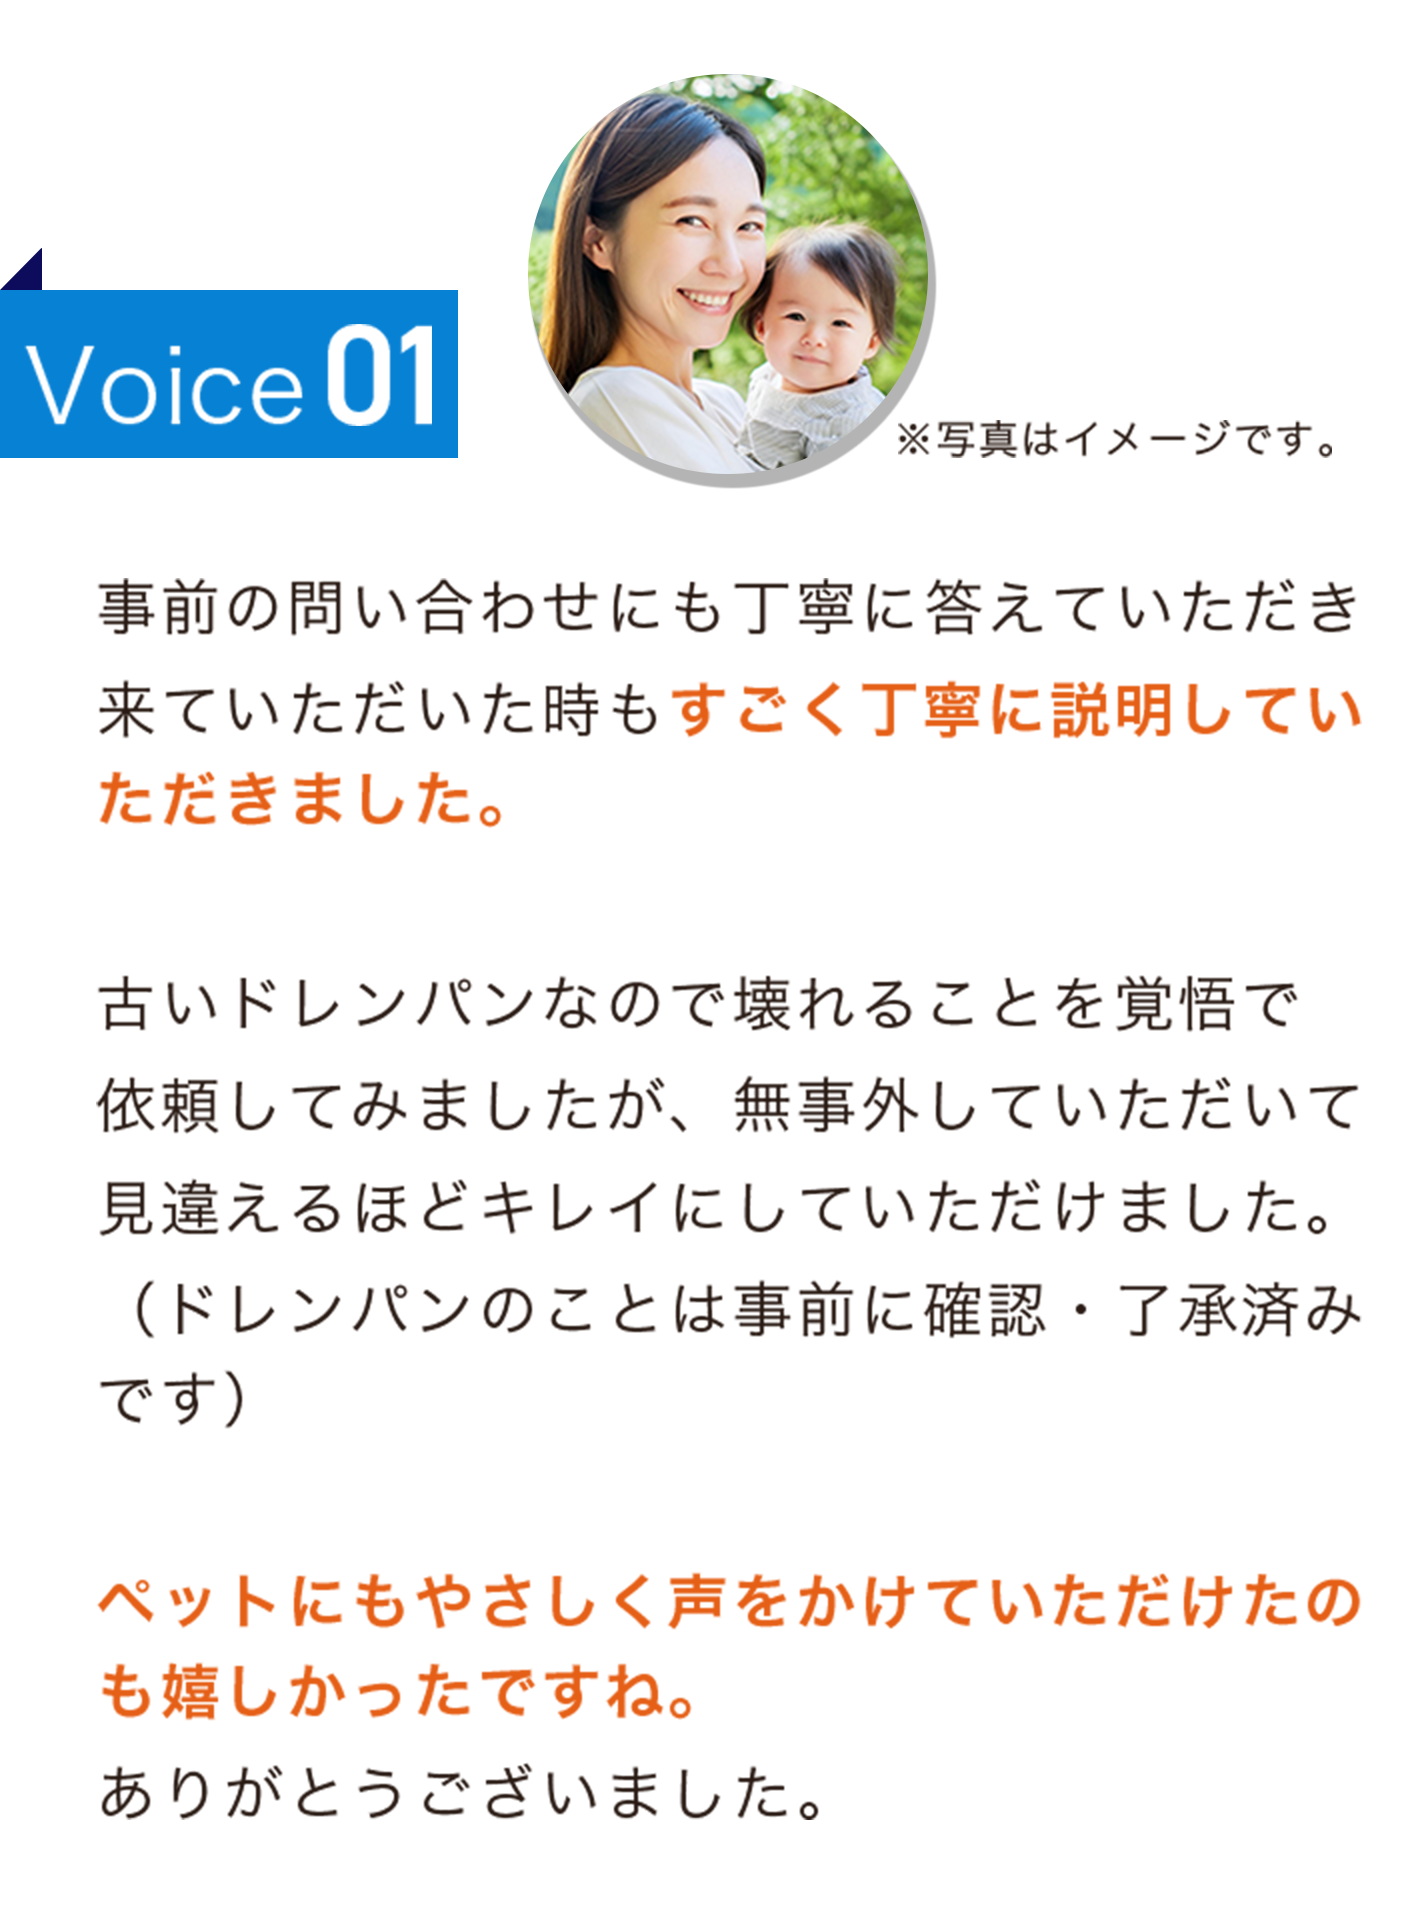 Voice 01
※写真はイメージです。
事前の問い合わせにも丁寧に答えていただき
来ていただいた時もすごく丁寧に説明してい
ただきました。
古いドレンパンなので壊れることを覚悟で
依頼してみましたが、無事外していただいて
見違えるほどキレイにしていただけました。
（ドレンパンのことは事前に確認・了承済み
です）
ペットにもやさしく声をかけていただけたの
も嬉しかったですね。
ありがとうございました。